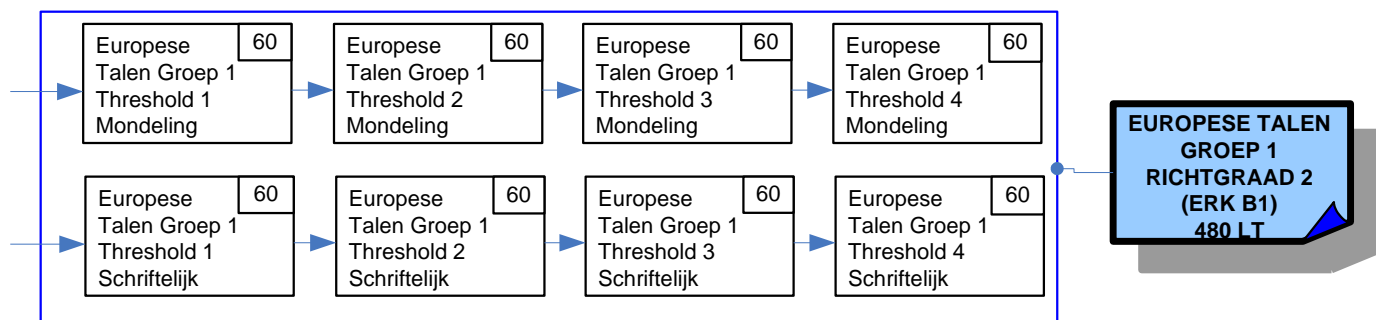 Europese
60
Talen Groep 1
Threshold 1
Mondeling
Europese
60
Talen Groep 1
Threshold 2
Mondeling
Europese
60
Talen Groep 1
Threshold 3
Mondeling
Europese
60
Talen Groep 1
Threshold 4
Mondeling
Europese
60
Talen Groep 1
Threshold 1
Schriftelijk
Europese
60
Talen Groep 1
Threshold 2
Schriftelijk
Europese
60
Talen Groep 1
Threshold 3
Schriftelijk
Europese
60
Talen Groep 1
Threshold 4
Schriftelijk
EUROPESE TALEN
GROEP 1
RICHTGRAAD 2
(ERK B1)
480 LT